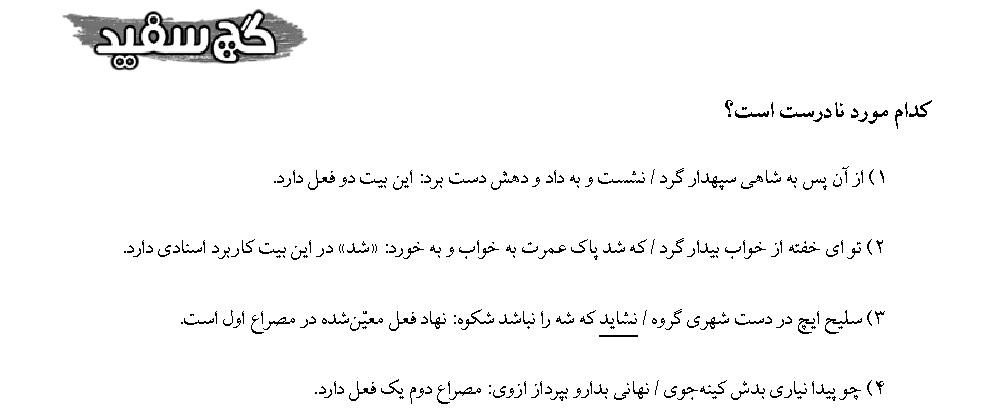 گچ سفید
کدام مورد نادرست است؟
۱) از آن پس به شاهی سپهدار گرد / نشست و به داد و دهش دست برد: این بیت دو فعل دارد.
۲) تو ای خفته از خواب بیدار گرد / که شد پاک عمرت به خواب و به خورد: «شد» در این بیت کاربرد اسنادی دارد.
۳) سلیح ایچ در دست شهری گروه / نشاید که شه را نباشد شکوه: نهاد فعل معیّن‌شده در مصراع اول است.
۴) چو پیدا نیاری بدش کینه‌جوی / نهانی بدارو بپرداز ازوی: مصراع دوم یک فعل دارد.